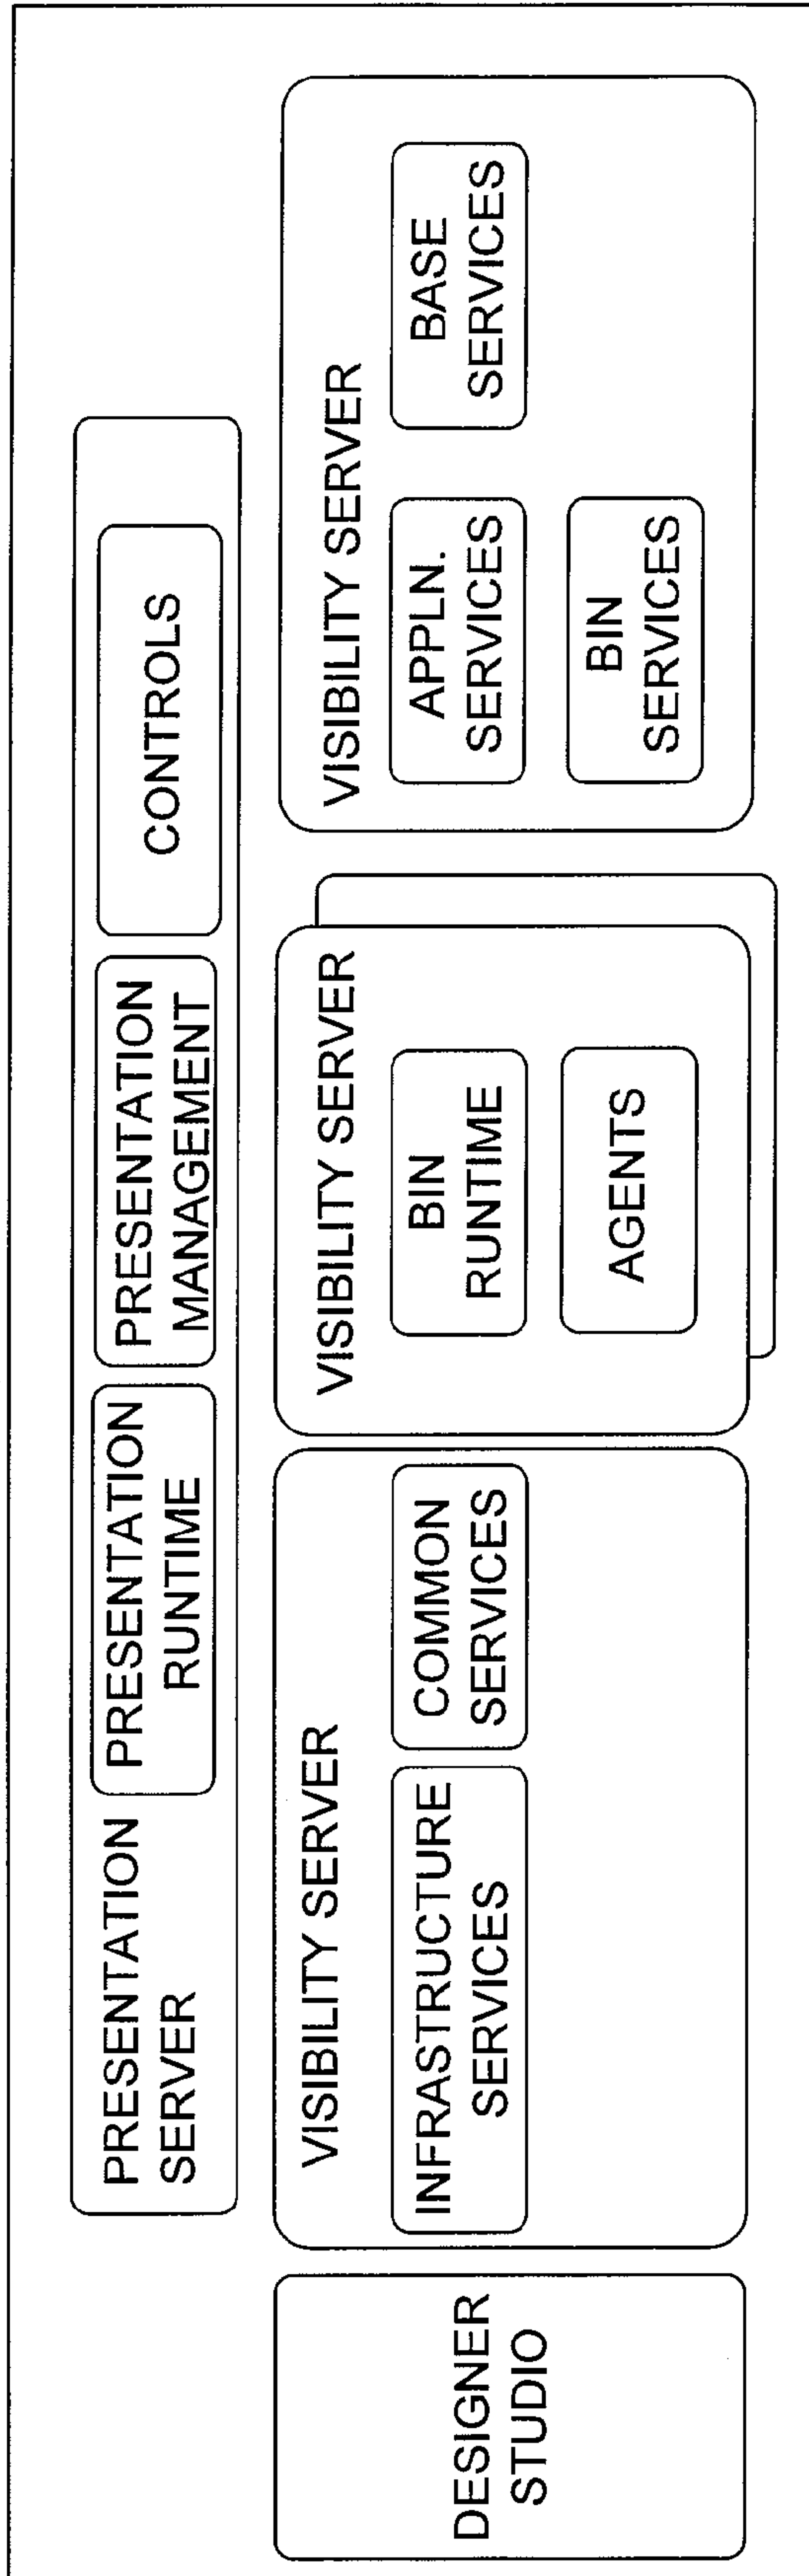 PRESENTATION
SERVER
PRESENTATION
RUNTIME
PRESENTATION
MANAGEMENT
CONTROLS
DESIGNER
STUDIO
VISIBILITY SERVER
INFRASTRUCTURE
SERVICES
COMMON
SERVICES
VISIBILITY SERVER
BIN
RUNTIME
AGENTS
VISIBILITY SERVER
APPLN.
SERVICES
BASE
SERVICES
BIN
SERVICES